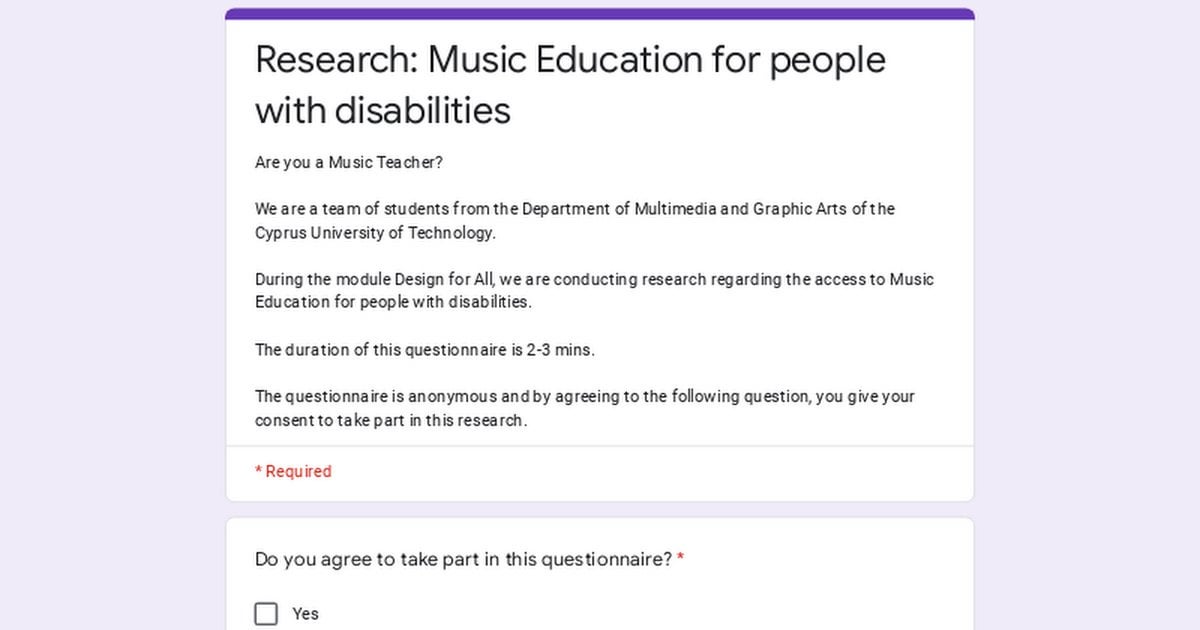 Research: Music Education for people
with disabilities
Are you a Music Teacher?
We are a team of students from the Department of Multimedia and Graphic Arts of the
Cyprus University of Technology.
During the module Design for All, we are conducting research regarding the access to Music
Education for people with disabilities.
The duration of this questionnaire is 2-3 mins.
The questionnaire is anonymous and by agreeing to the following question, you give your
consent to take part in this research.
* Required
Do you agree to take part in this questionnaire? *
Yes